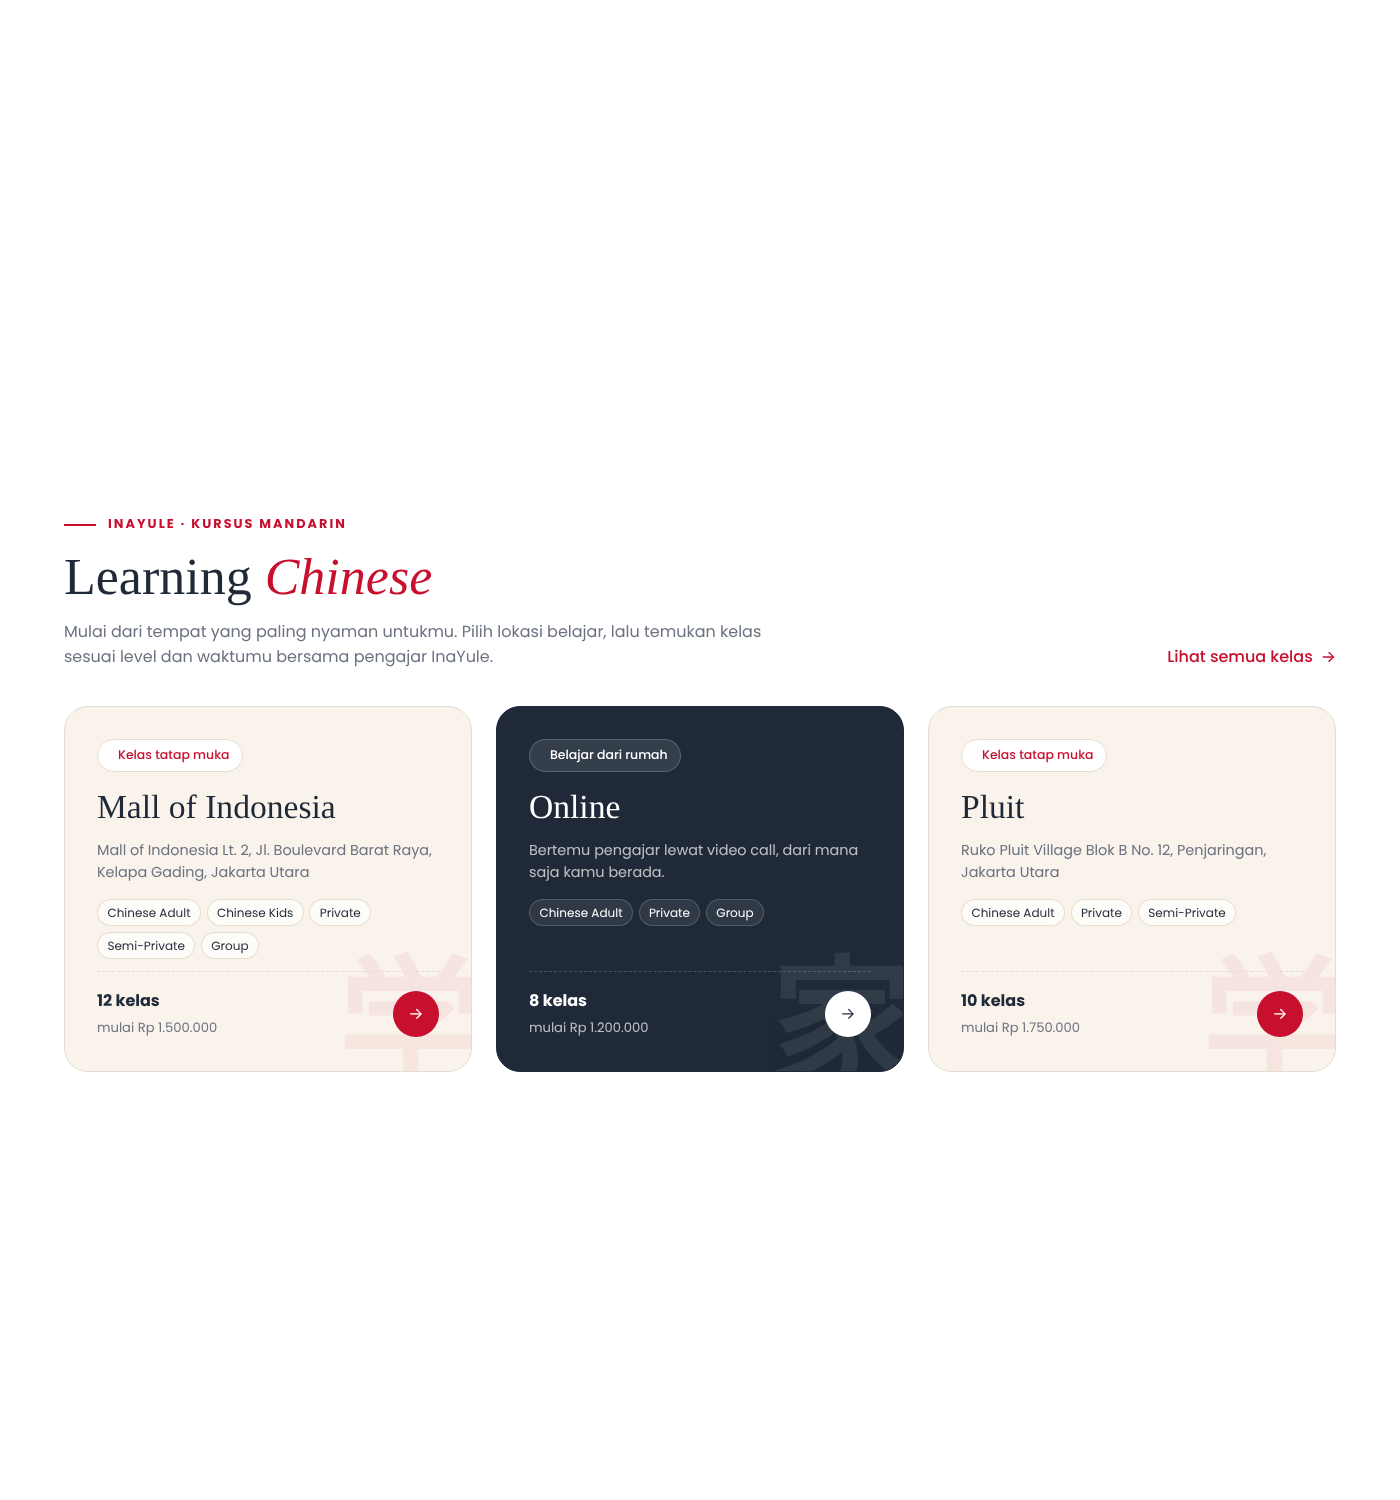 INAYULE · KURSUS MANDARIN
Learning Chinese
Mulai dari tempat yang paling nyaman untukmu. Pilih lokasi belajar, lalu temukan kelas
sesuai level dan waktumu bersama pengajar InaYule.
Lihat semua kelas →
Kelas tatap muka
Mall of Indonesia
Mall of Indonesia Lt. 2, Jl. Boulevard Barat Raya,
Kelapa Gading, Jakarta Utara
Chinese Adult
Chinese Kids
Private
Semi-Private
Group
12 kelas
mulai Rp 1.500.000
→
学
Belajar dari rumah
Online
Bertemu pengajar lewat video call, dari mana
saja kamu berada.
Chinese Adult
Private
Group
8 kelas
mulai Rp 1.200.000
→
家
Kelas tatap muka
Pluit
Ruko Pluit Village Blok B No. 12, Penjaringan,
Jakarta Utara
Chinese Adult
Private
Semi-Private
10 kelas
mulai Rp 1.750.000
→
学